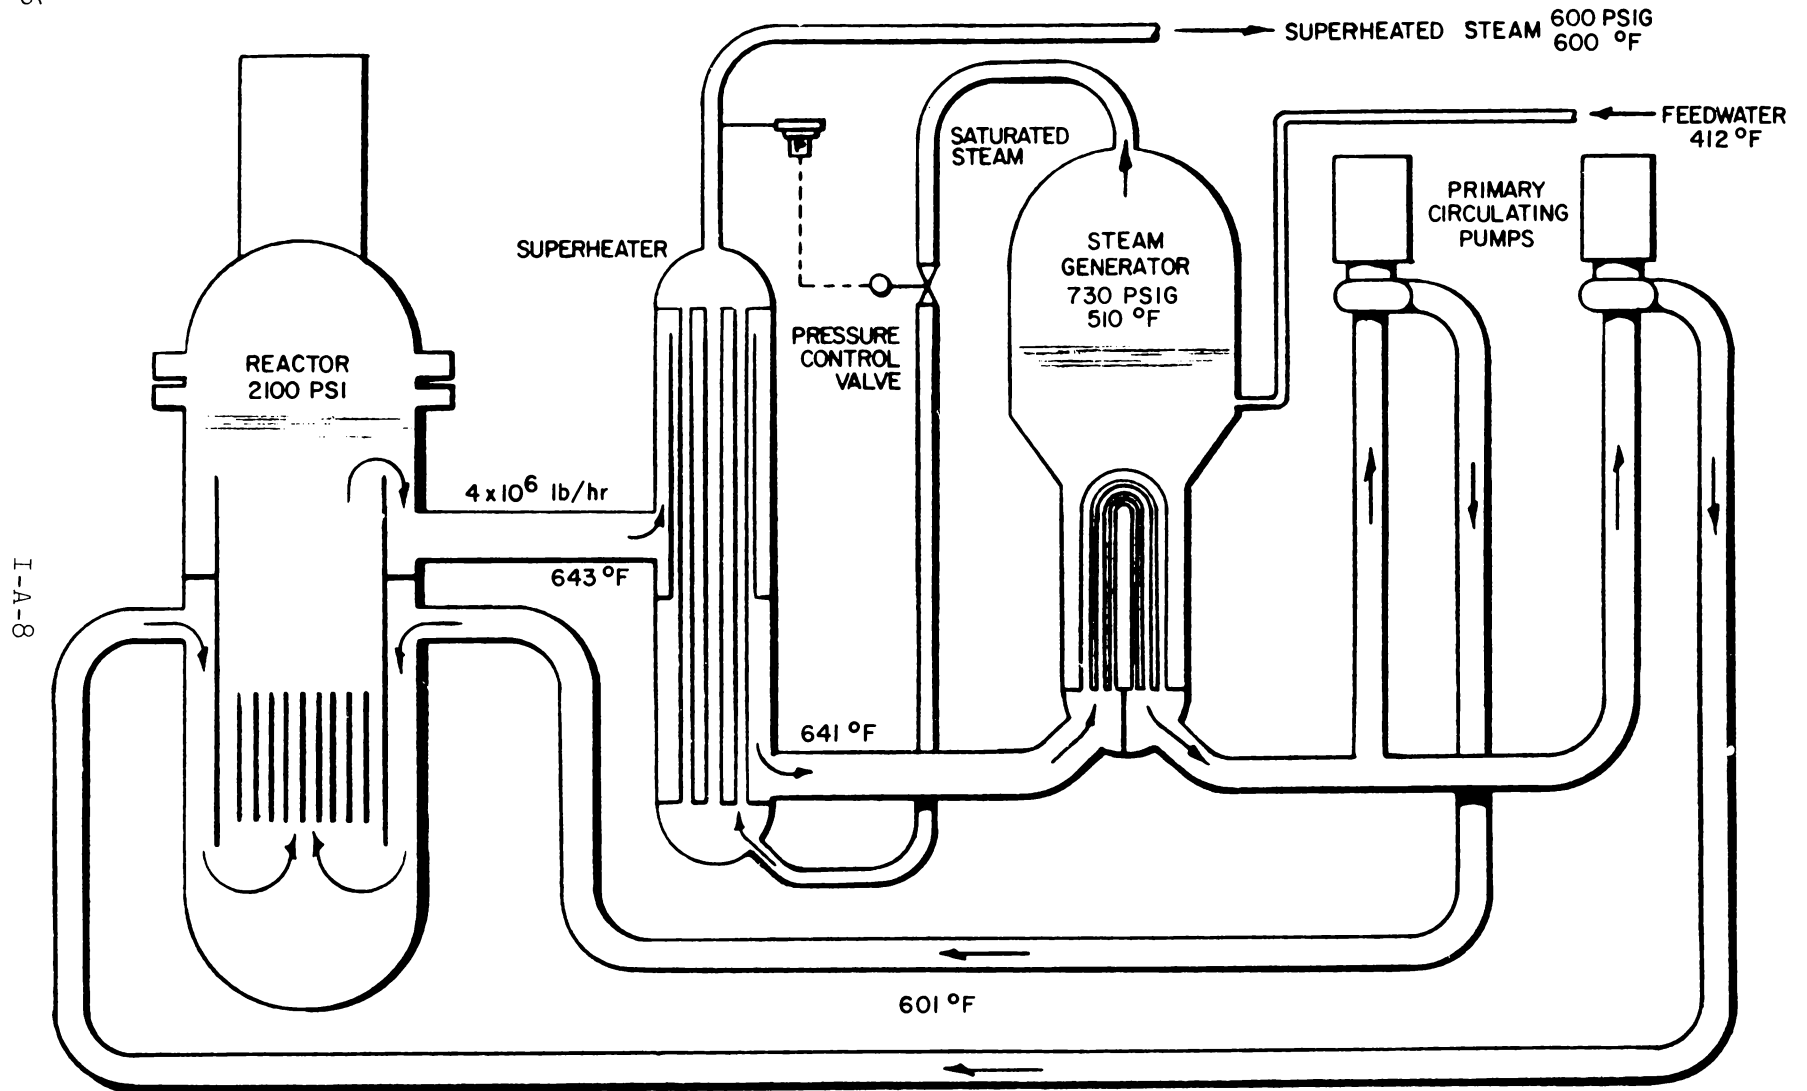 SUPERHEATED STEAM 600 PSIG
600 °F
FEEDWATER
412 °F
SATURATED
STEAM
PRIMARY
CIRCULATING
PUMPS
SUPERHEATER
STEAM
GENERATOR
730 PSIG
510 °F
PRESSURE
CONTROL
VALVE
REACTOR
2100 PSI
4 x 10⁶ lb/hr
643 °F
I-A-8
641 °F
601 °F